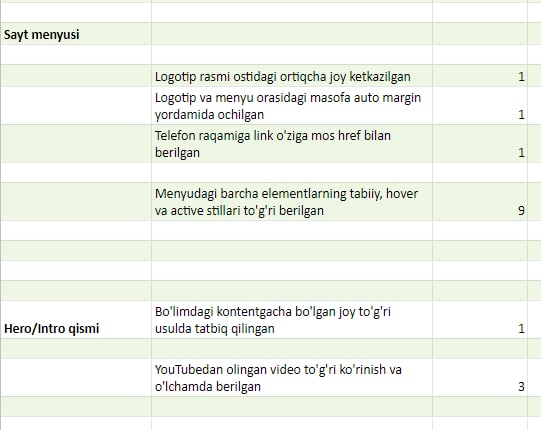 Sayt menyusi
Logotip rasmi ostidagi ortiqcha joy ketkazilgan 1
Logotip va menyu orasidagi masofa auto margin
yordamida ochilgan 1
Telefon raqamiga link o'ziga mos href bilan
berilgan 1
Menyudagi barcha elementlarning tabiiy, hover
va active stillari to'g'ri berilgan 9
Bo'limdagi kontentgacha bo'lgan joy to'g'ri
Hero/Intro qismi usulda tatbiq qilingan 1
YouTubedan olingan video to'g'ri ko'rinish va
o'lchamda berilgan 3